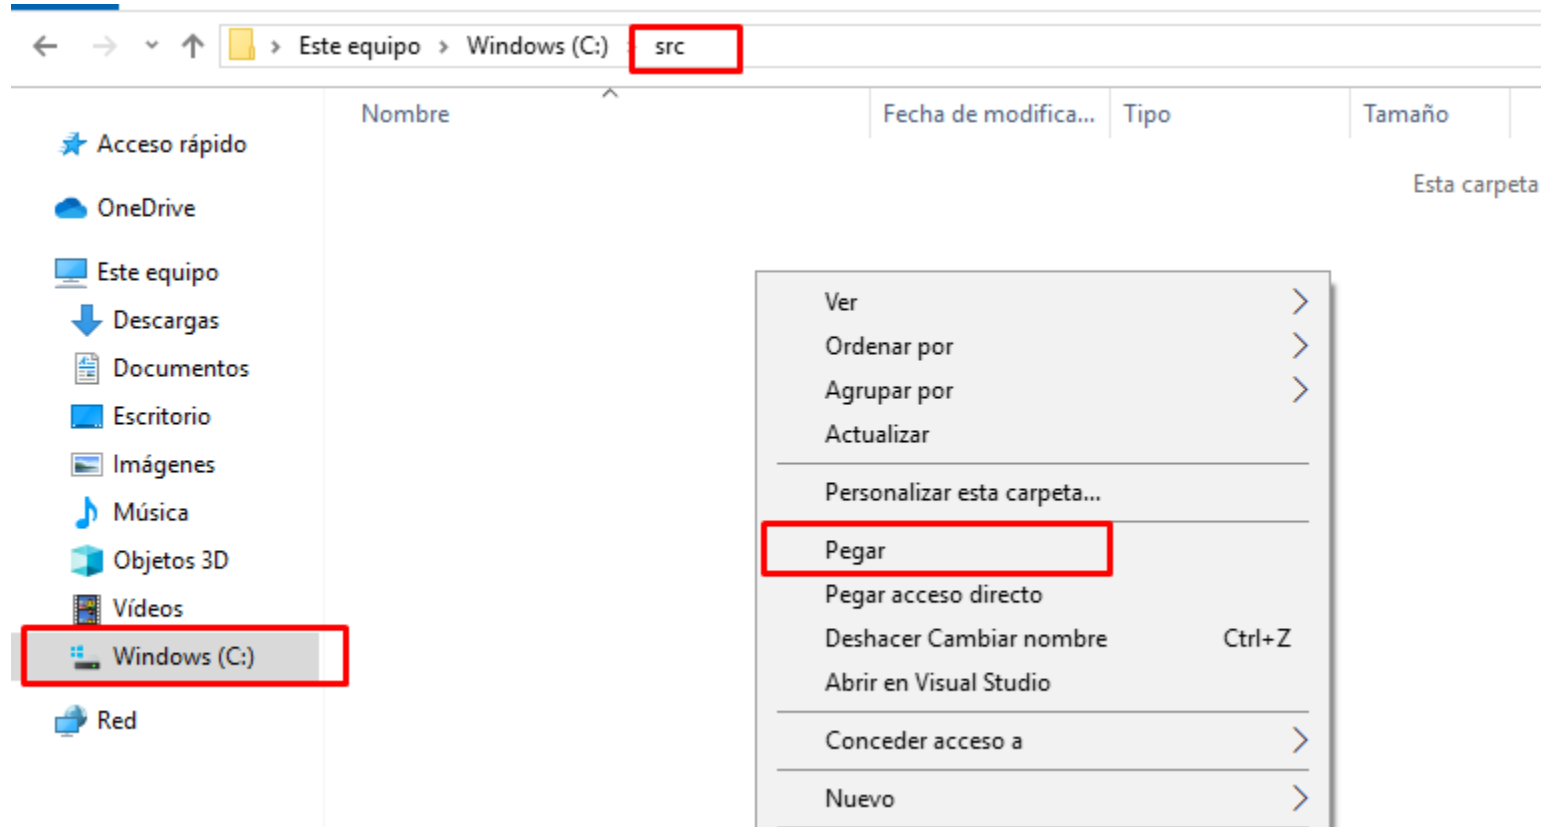 Este equipo > Windows (C:) > src
Nombre
Fecha de modifica...
Tipo
Tamaño
Acceso rápido
OneDrive
Este equipo
Descargas
Documentos
Escritorio
Imágenes
Música
Objetos 3D
Vídeos
Windows (C:)
Red
Esta carpeta
Ver
Ordenar por
Agrupar por
Actualizar
Personalizar esta carpeta...
Pegar
Pegar acceso directo
Deshacer Cambiar nombre Ctrl+Z
Abrir en Visual Studio
Conceder acceso a
Nuevo